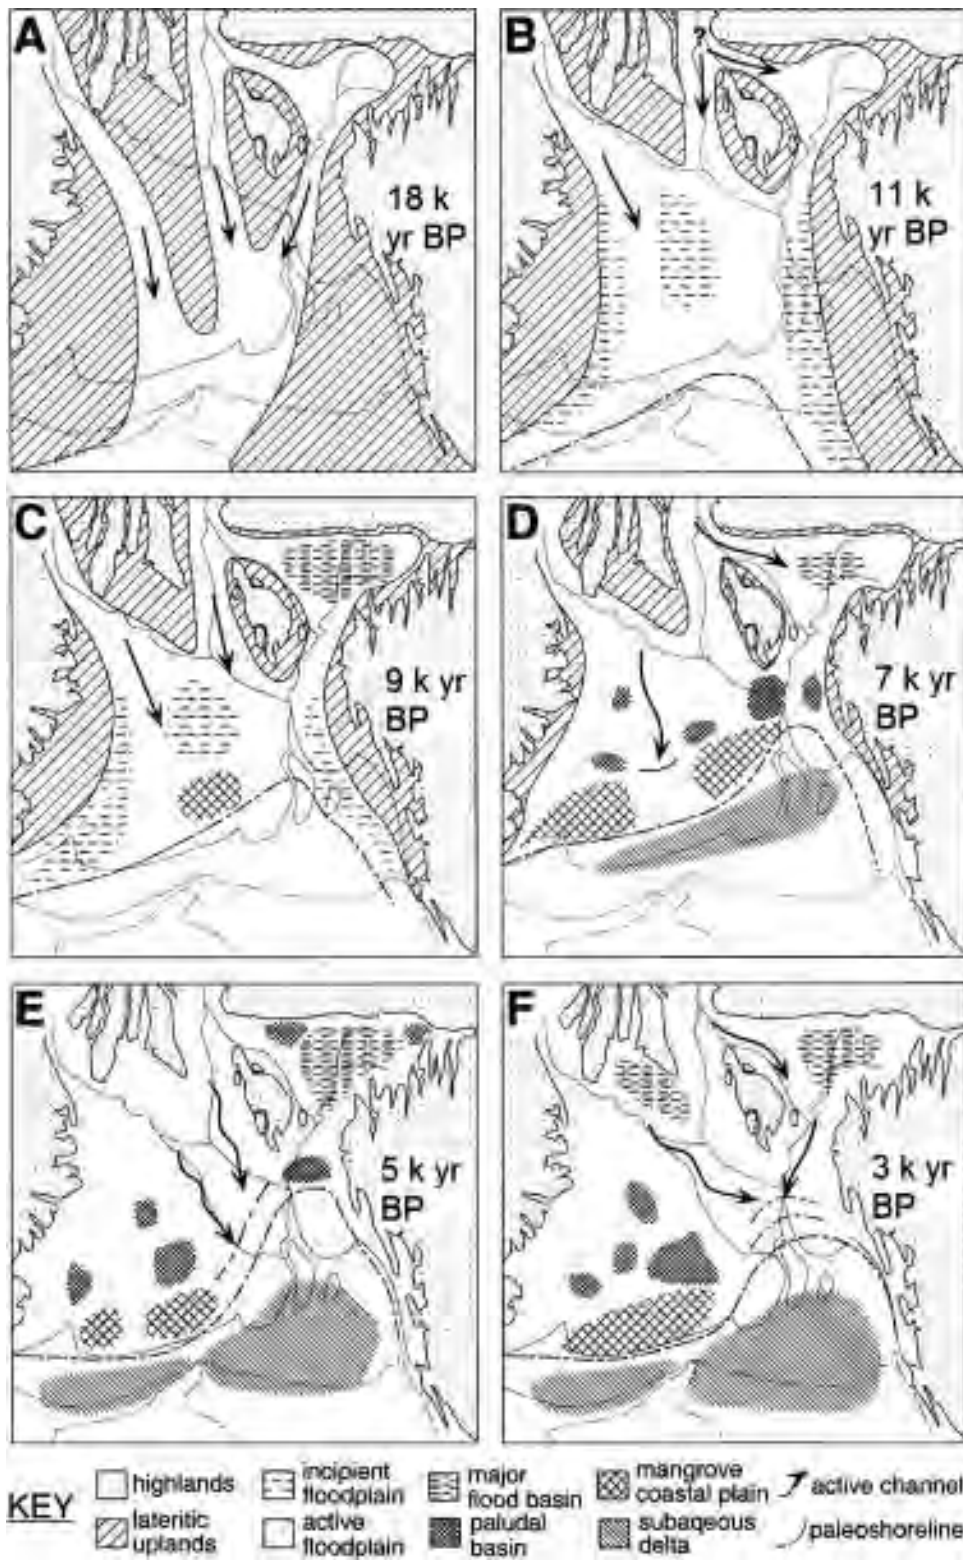 A
18 k
yr BP
B
?
11 k
yr BP
C
9 k yr
BP
D
7 k yr
BP
E
5 k yr
BP
F
3 k yr
BP
KEY
highlands
lateritic
uplands
incipient
floodplain
active
floodplain
major
flood basin
paludal
basin
mangrove
coastal plain
subaqeous
delta
active channel
paleoshoreline